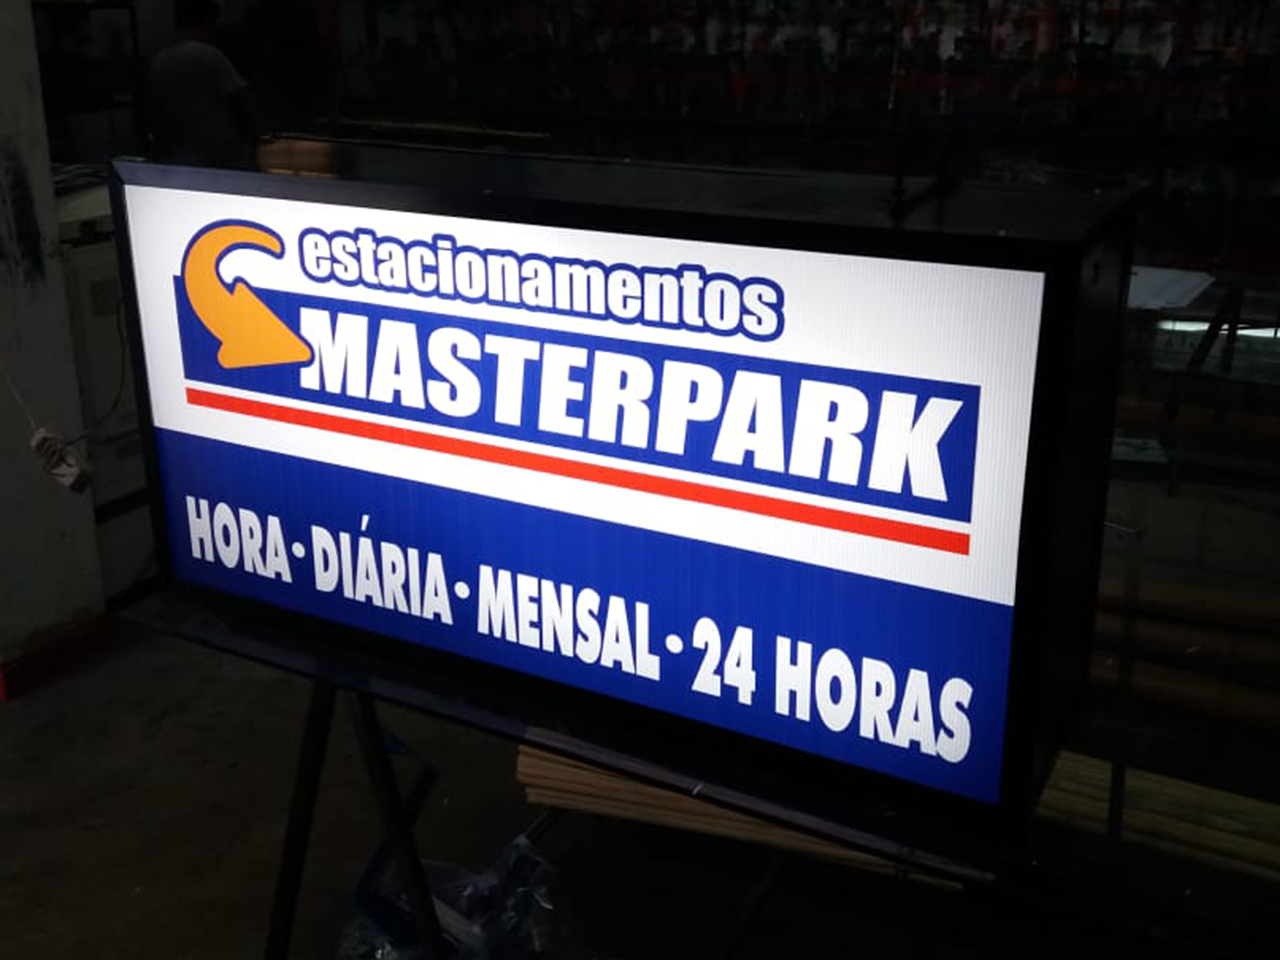 estacionamentos
MASTERPARK
HORA · DIÁRIA · MENSAL · 24 HORAS